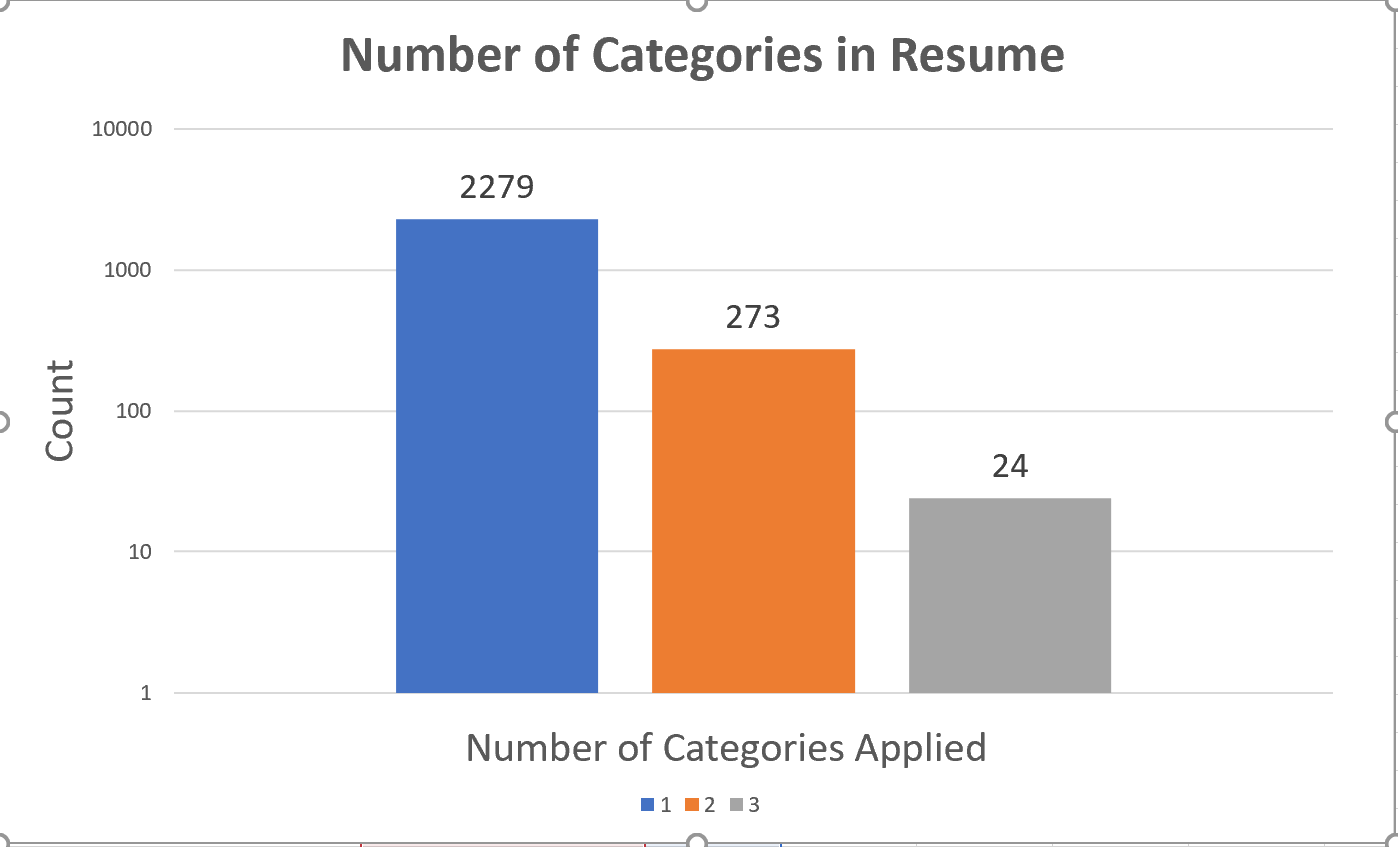 Number of Categories in Resume
10000
2279
1000
273
Count
100
24
10
1
Number of Categories Applied
1 2 3